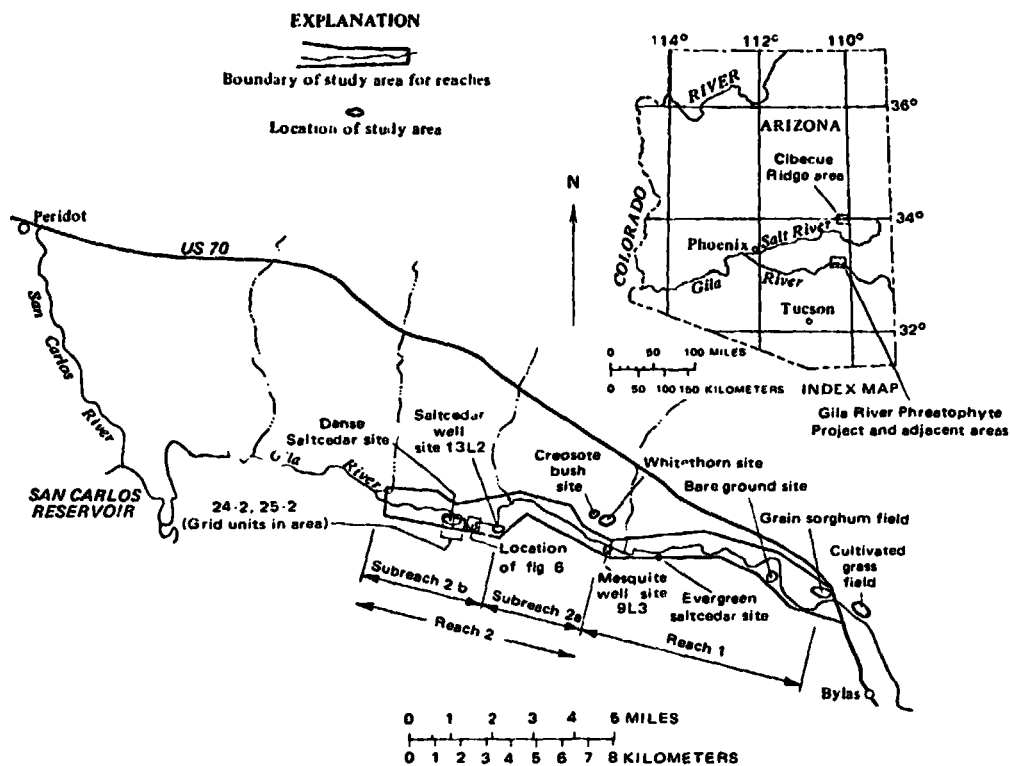 EXPLANATION
Boundary of study area for reaches
Location of study area
114°
112°
110°
RIVER
36°
ARIZONA
Cibecue
Ridge area
N
COLORADO
34°
Phoenix
Salt River
Gila
River
Tucson
32°
0 50 100 MILES
0 50 100 150 KILOMETERS
INDEX MAP
Gila River Phreatophyte
Project and adjacent areas
Peridot
US 70
San Carlos
River
SAN CARLOS
RESERVOIR
Gila
River
Dense
Saltcedar site
Saltcedar
well
site 13L2
Creosote
bush
site
Whitethorn site
Bare ground site
Grain sorghum field
Cultivated
grass
field
24-2, 25-2
(Grid units in area)
Location
of fig 6
Mesquite
well site
9L3
Evergreen
saltcedar site
Subreach 2 b
Subreach 2a
Reach 2
Reach 1
Bylas
0 1 2 3 4 5 MILES
0 1 2 3 4 5 6 7 8 KILOMETERS